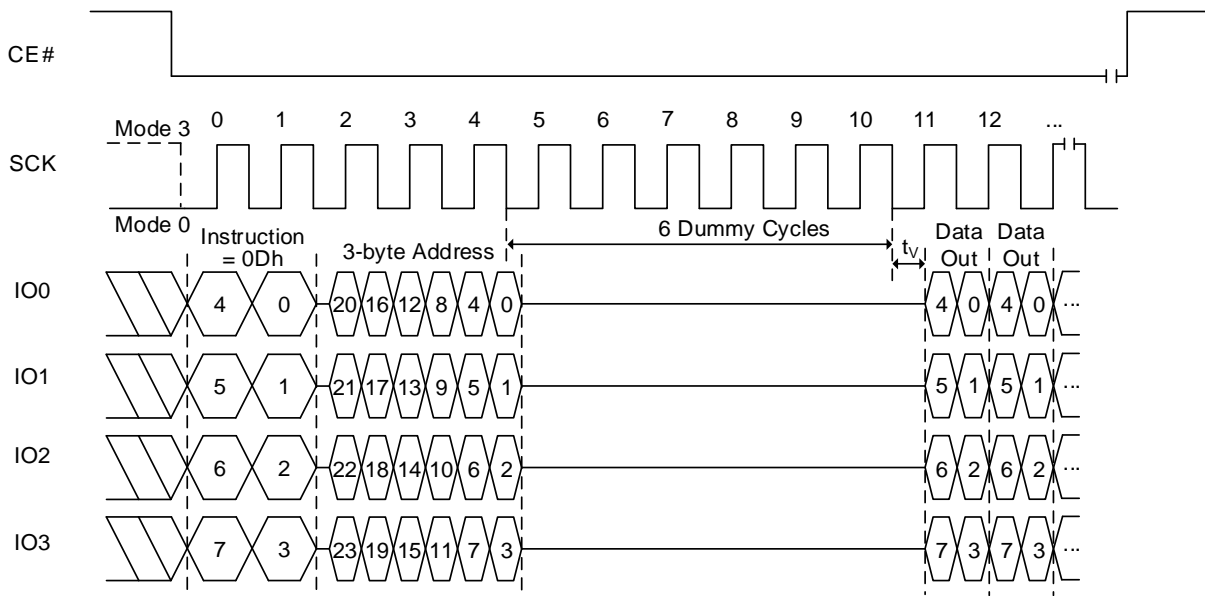 CE#
0 1 2 3 4 5 6 7 8 9 10 11 12 ...
Mode 3
SCK
Mode 0
Instruction
= 0Dh
3-byte Address
6 Dummy Cycles
tV
Data
Out
Data
Out
IO0 4 0 20 16 12 8 4 0 4 0 4 0 ...
IO1 5 1 21 17 13 9 5 1 5 1 5 1 ...
IO2 6 2 22 18 14 10 6 2 6 2 6 2 ...
IO3 7 3 23 19 15 11 7 3 7 3 7 3 ...